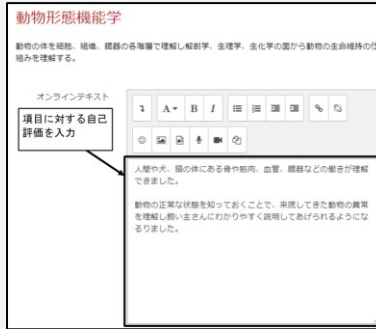 動物形態機能学
動物の体を細胞、組織、臓器の各階層で理解し解剖学、生理学、生化学の面から動物の生命維持の仕
組みを理解する。
オンラインテキスト
項目に対する自己
評価を入力
A
B
I
人間や犬、猫の体にある骨や筋肉、血管、臓器などの働きが理解
できました。
動物の正常な状態を知っておくことで、来院してきた動物の異常
を理解し飼い主さんにわかりやすく説明してあげられるようにな
るりました。